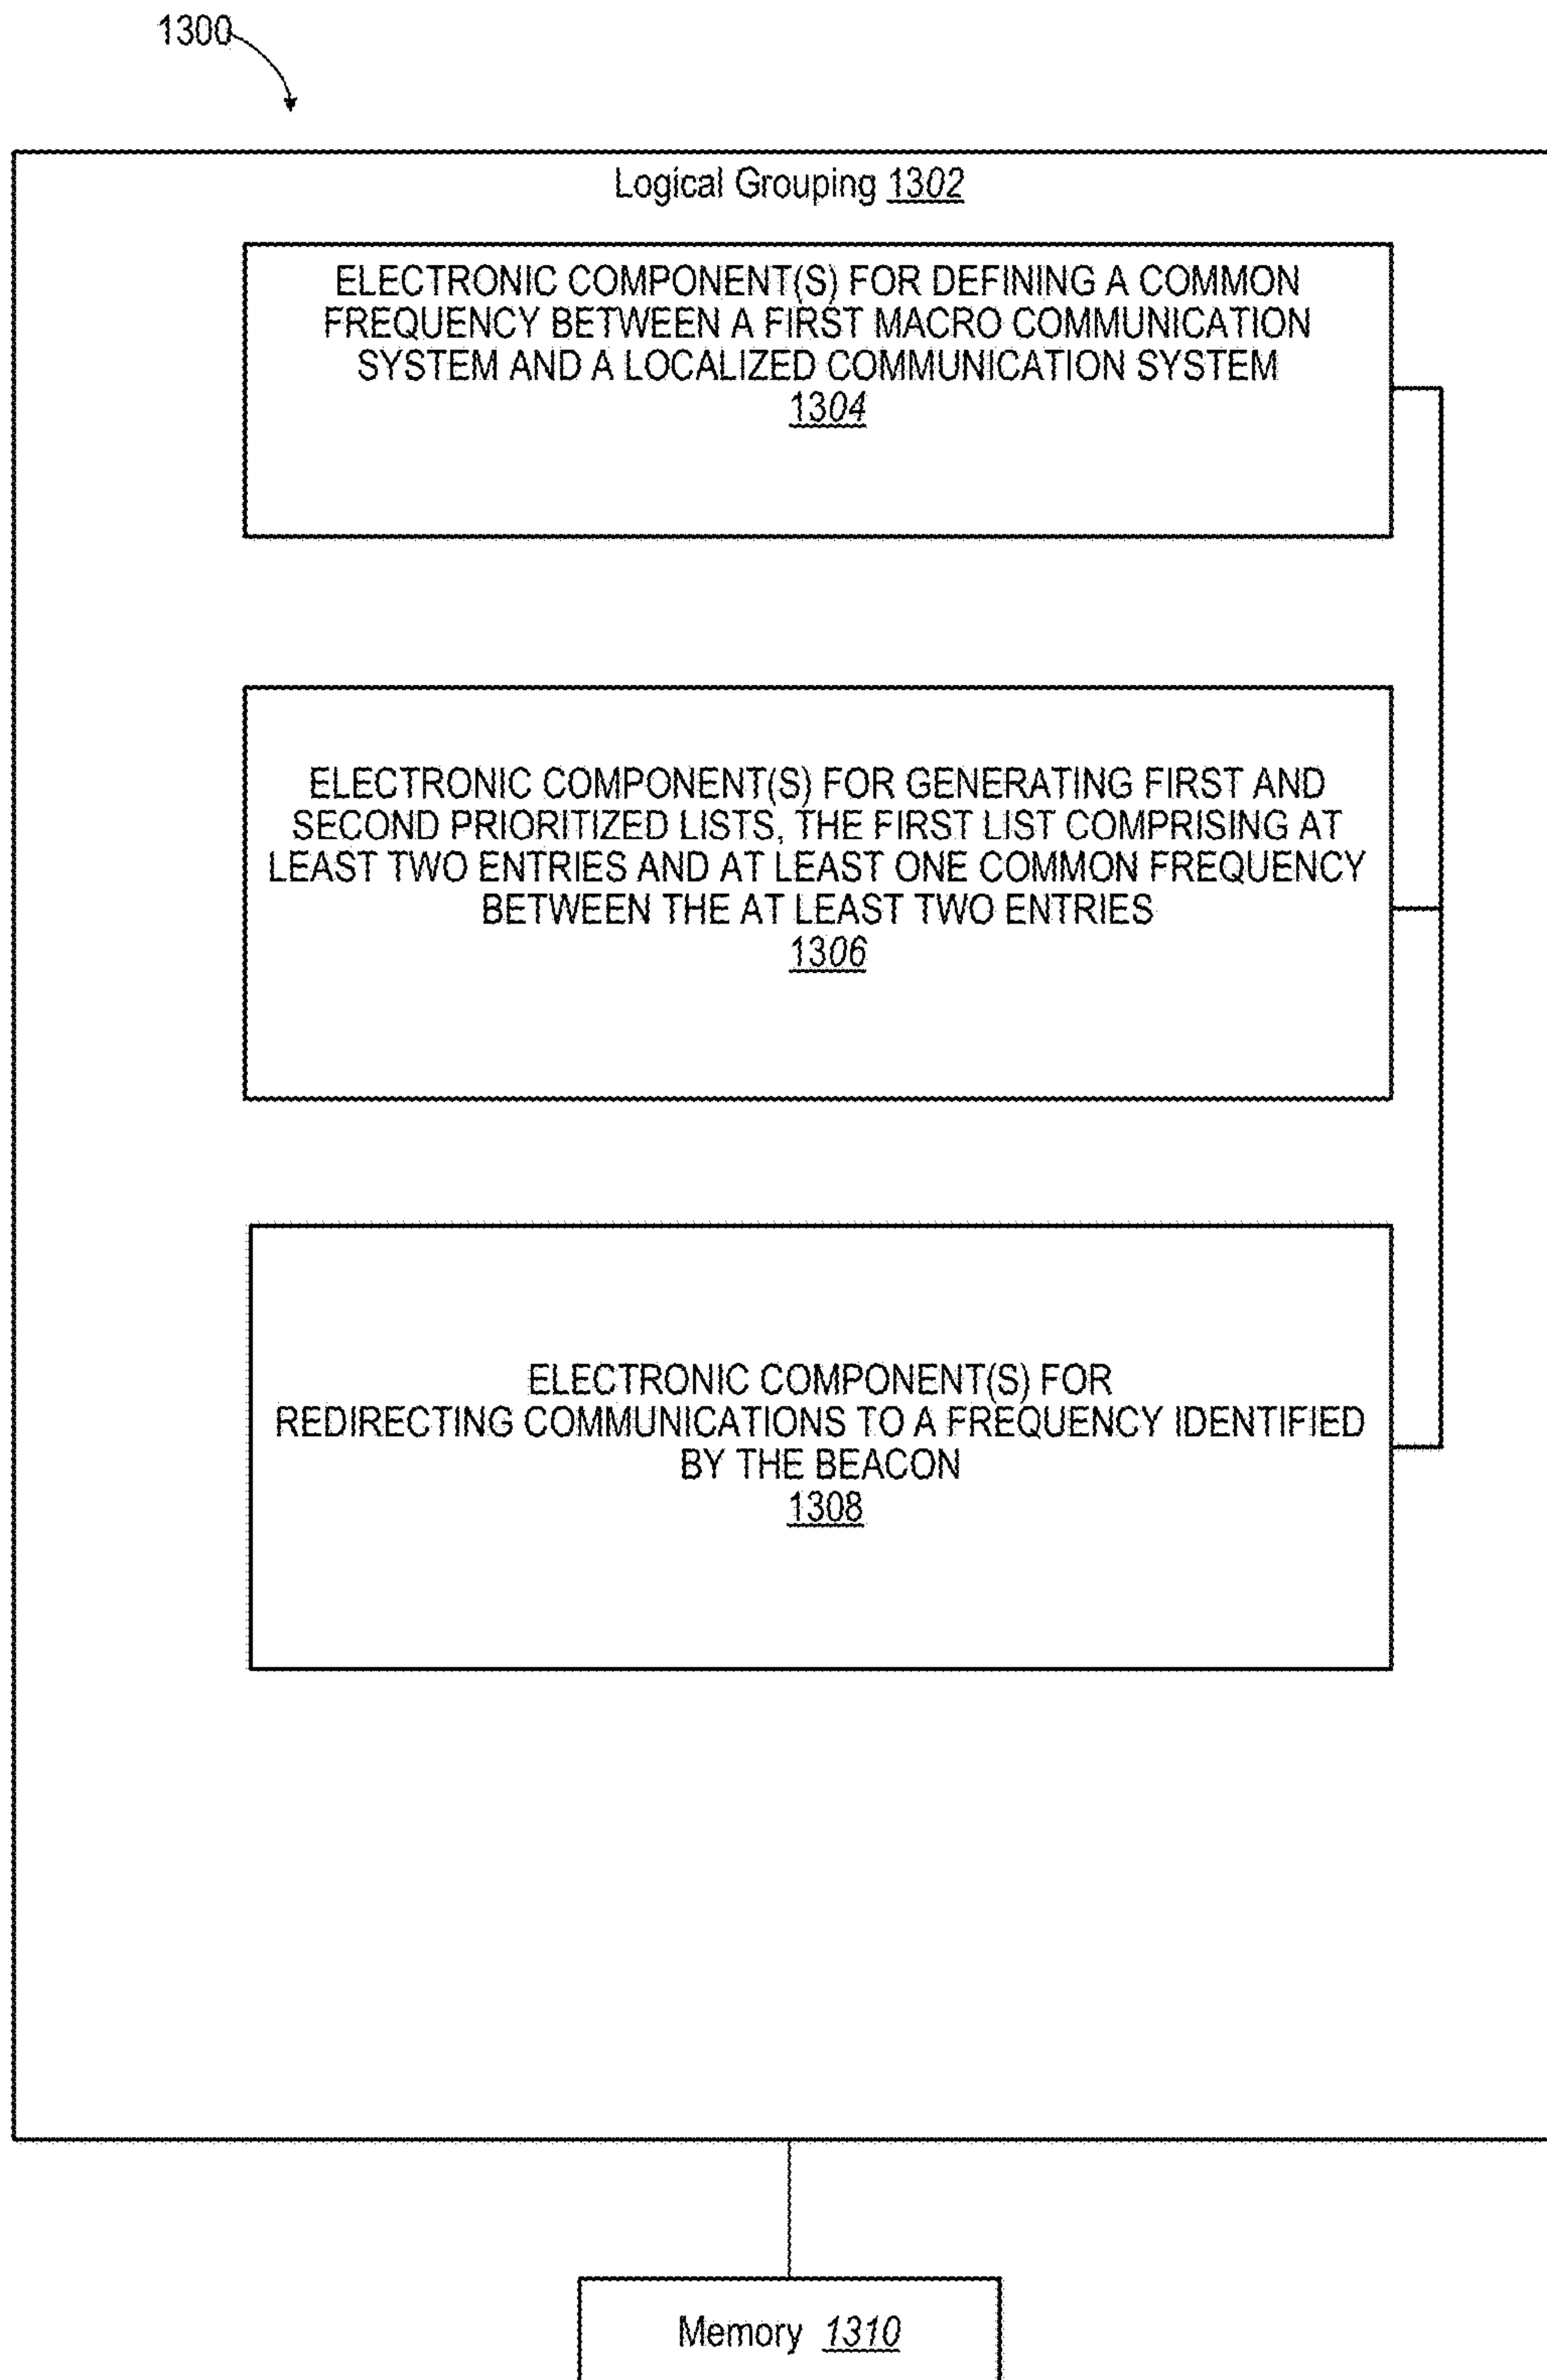 1300
Logical Grouping 1302
ELECTRONIC COMPONENT(S) FOR DEFINING A COMMON
FREQUENCY BETWEEN A FIRST MACRO COMMUNICATION
SYSTEM AND A LOCALIZED COMMUNICATION SYSTEM
1304
ELECTRONIC COMPONENT(S) FOR GENERATING FIRST AND
SECOND PRIORITIZED LISTS, THE FIRST LIST COMPRISING AT
LEAST TWO ENTRIES AND AT LEAST ONE COMMON FREQUENCY
BETWEEN THE AT LEAST TWO ENTRIES
1306
ELECTRONIC COMPONENT(S) FOR
REDIRECTING COMMUNICATIONS TO A FREQUENCY IDENTIFIED
BY THE BEACON
1308
Memory 1310